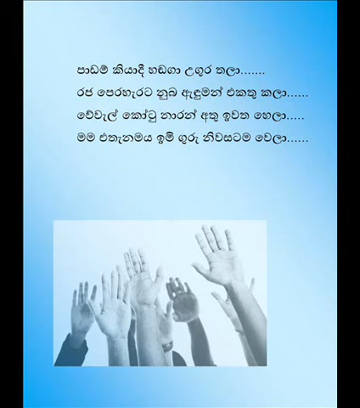 පාඩම් කියාදී හඬගා උගුර තලා.......
රජ පෙරහැරට නුබ ඇඳුමන් එකතු කලා......
වේවැල් කෝටු නාරන් අතු ඉවත හෙලා.....
මම එතැනමය ඉමි ගුරු නිවසටම වෙලා......